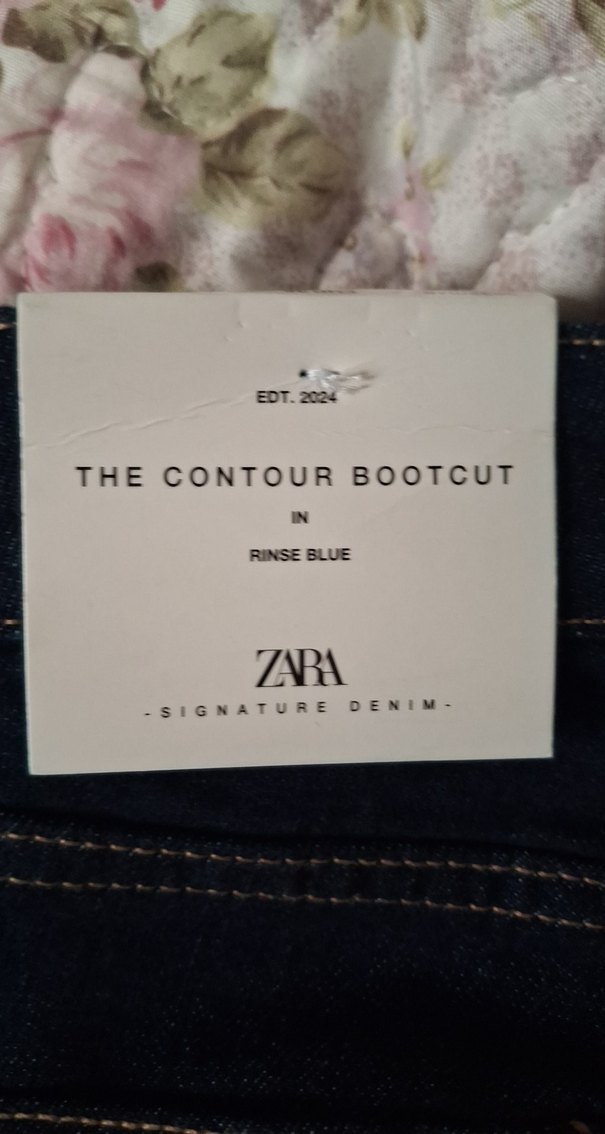 EDT. 2024
THE CONTOUR BOOTCUT
IN
RINSE BLUE
ZARA
-SIGNATURE DENIM-